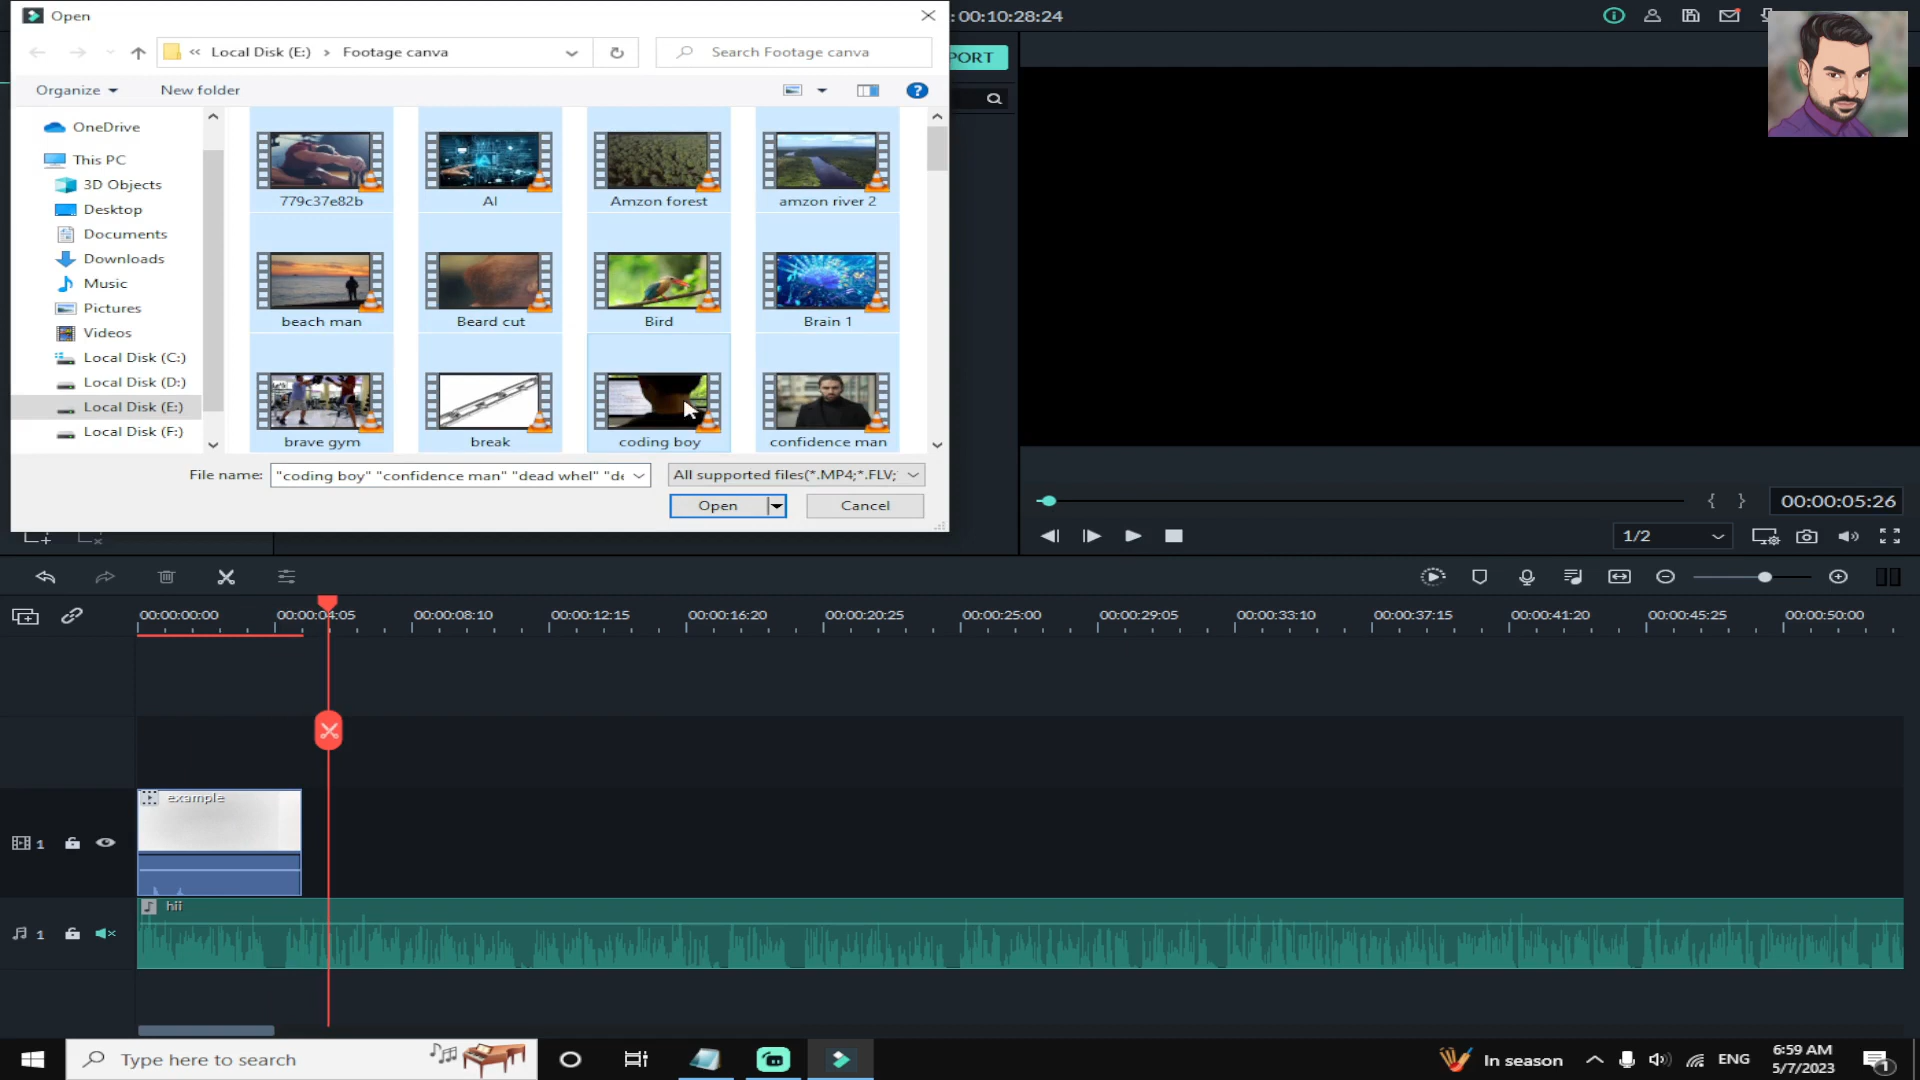 Open
: 00:10:28:24
«
Local Disk (E:)
›
Footage canva
Search Footage canva
PORT
Organize
New folder
?
OneDrive
This PC
3D Objects
Desktop
Documents
Downloads
Music
Pictures
Videos
Local Disk (C:)
Local Disk (D:)
Local Disk (E:)
Local Disk (F:)
779c37e82b
AI
Amzon forest
amzon river 2
beach man
Beard cut
Bird
Brain 1
brave gym
break
coding boy
confidence man
File name:
"coding boy" "confidence man" "dead whel" "de
All supported files(*.MP4;*.FLV;
Open
Cancel
{ }
00:00:05:26
1/2
00:00:00:00
00:00:04:05
00:00:08:10
00:00:12:15
00:00:16:20
00:00:20:25
00:00:25:00
00:00:29:05
00:00:33:10
00:00:37:15
00:00:41:20
00:00:45:25
00:00:50:00
example
1
hii
1
Type here to search
In season
ENG
6:59 AM
5/7/2023
1